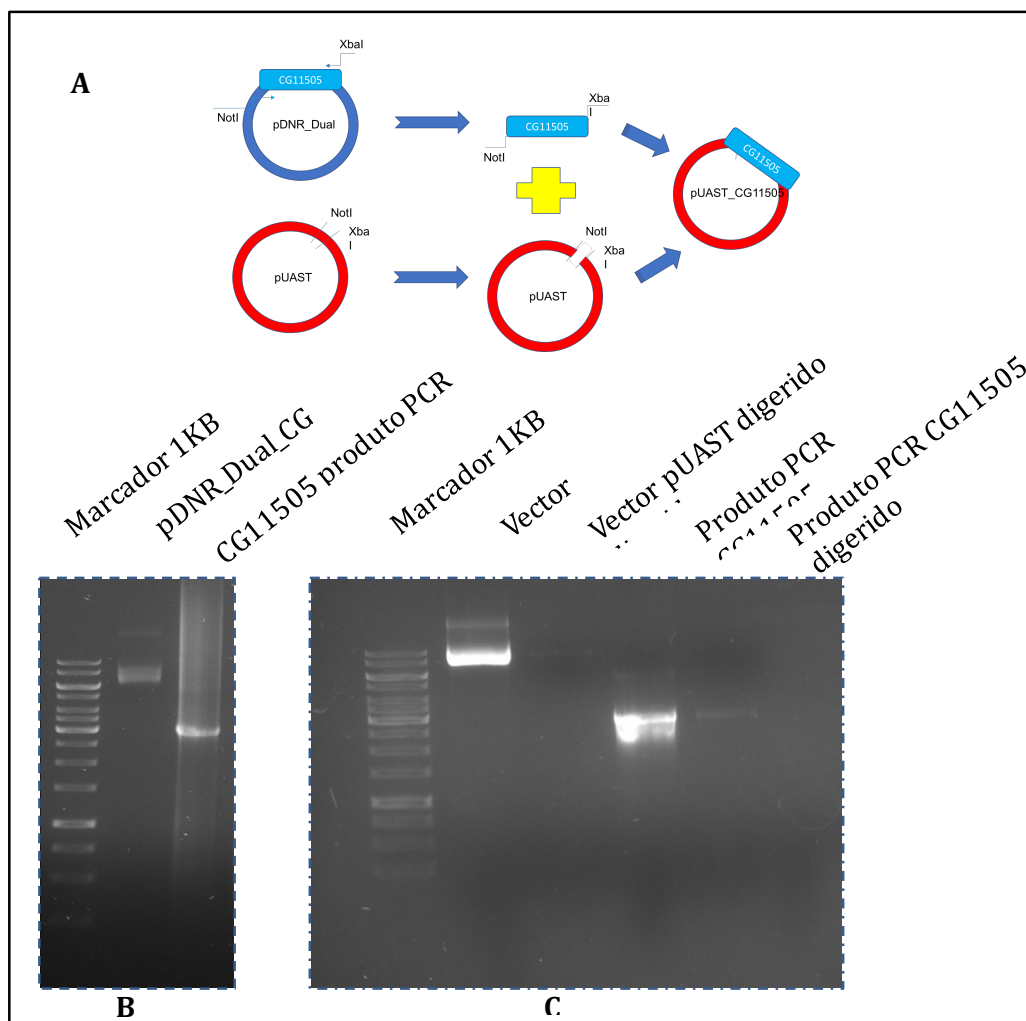 A
XbaI
CG11505
NotI
pDNR_Dual
Xba
I
CG11505
NotI
CG11505
pUAST_CG11505
NotI
Xba
I
pUAST
NotI
Xba
I
pUAST
Marcador 1KB
pDNR_Dual_CG
CG11505 produto PCR
Marcador 1KB
Vector
Vector pUAST digerido
Produto PCR
CG11505
Produto PCR CG11505
digerido
B
C